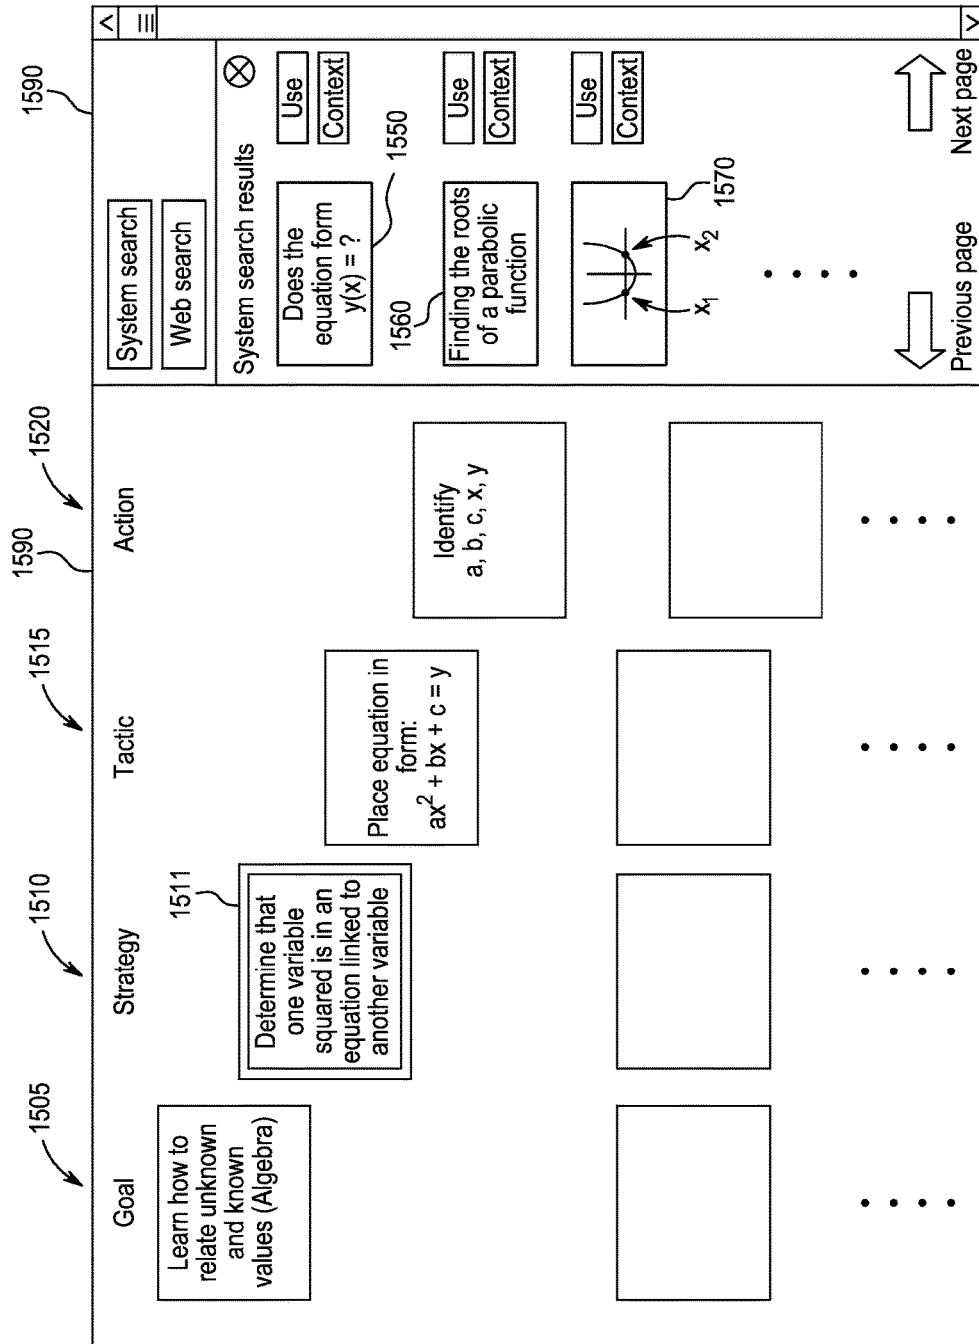 1590
1590
1505
1510
1515
1520
Goal
Strategy
Tactic
Action
Learn how to
relate unknown
and known
values (Algebra)
1511
Determine that
one variable
squared is in an
equation linked to
another variable
Place equation in
form:
ax² + bx + c = y
Identify
a, b, c, x, y
System search
Web search
System search results
Does the
equation form
y(x) = ?
Use
Context
1550
1560
Finding the roots
of a parabolic
function
Use
Context
x₁
x₂
Use
Context
1570
Previous page
Next page